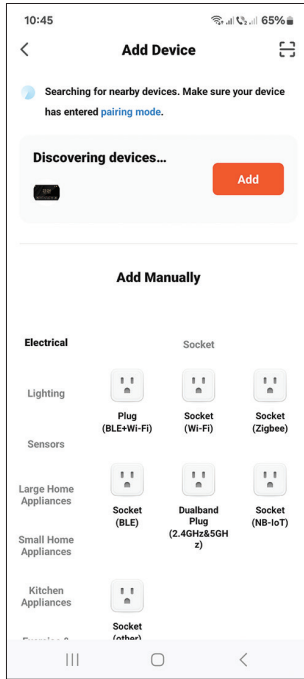 10:45
65%
Add Device
Searching for nearby devices. Make sure your device
has entered pairing mode.
Discovering devices...
Add
Add Manually
Electrical
Socket
Lighting
Plug
(BLE+Wi-Fi)
Socket
(Wi-Fi)
Socket
(Zigbee)
Sensors
Large Home
Appliances
Socket
(BLE)
Dualband
Plug
(2.4GHz&5GH
z)
Socket
(NB-IoT)
Small Home
Appliances
Kitchen
Appliances
Socket
(other)